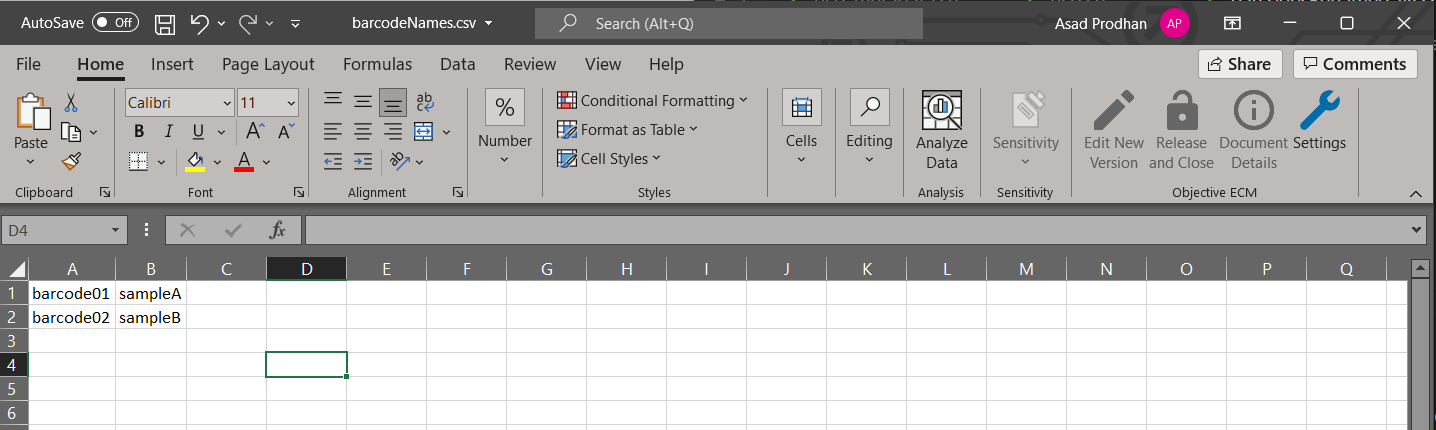 AutoSave Off barcodeNames.csv Search (Alt+Q) Asad Prodhan AP
File Home Insert Page Layout Formulas Data Review View Help Share Comments
Paste
Clipboard
Calibri 11
B I U A A
A
Font
ab
c
ab
Alignment
%
Number
Conditional Formatting
Format as Table
Cell Styles
Styles
Cells
Editing
Analyze
Data
Analysis
Sensitivity
Sensitivity
Edit New
Version
Release
and Close
Document
Details
Settings
Objective ECM
D4 fx
A B C D E F G H I J K L M N O P Q
1 barcode01 sampleA
2 barcode02 sampleB
3
4
5
6